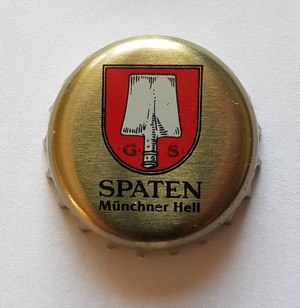 G. S.
SPATEN
Münchner Hell